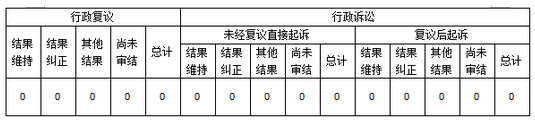 行政复议 行政诉讼
未经复议直接起诉 复议后起诉
结果维持 结果纠正 其他结果 尚未审结 总计 结果维持 结果纠正 其他结果 尚未审结 总计 结果维持 结果纠正 其他结果 尚未审结 总计
0 0 0 0 0 0 0 0 0 0 0 0 0 0 0